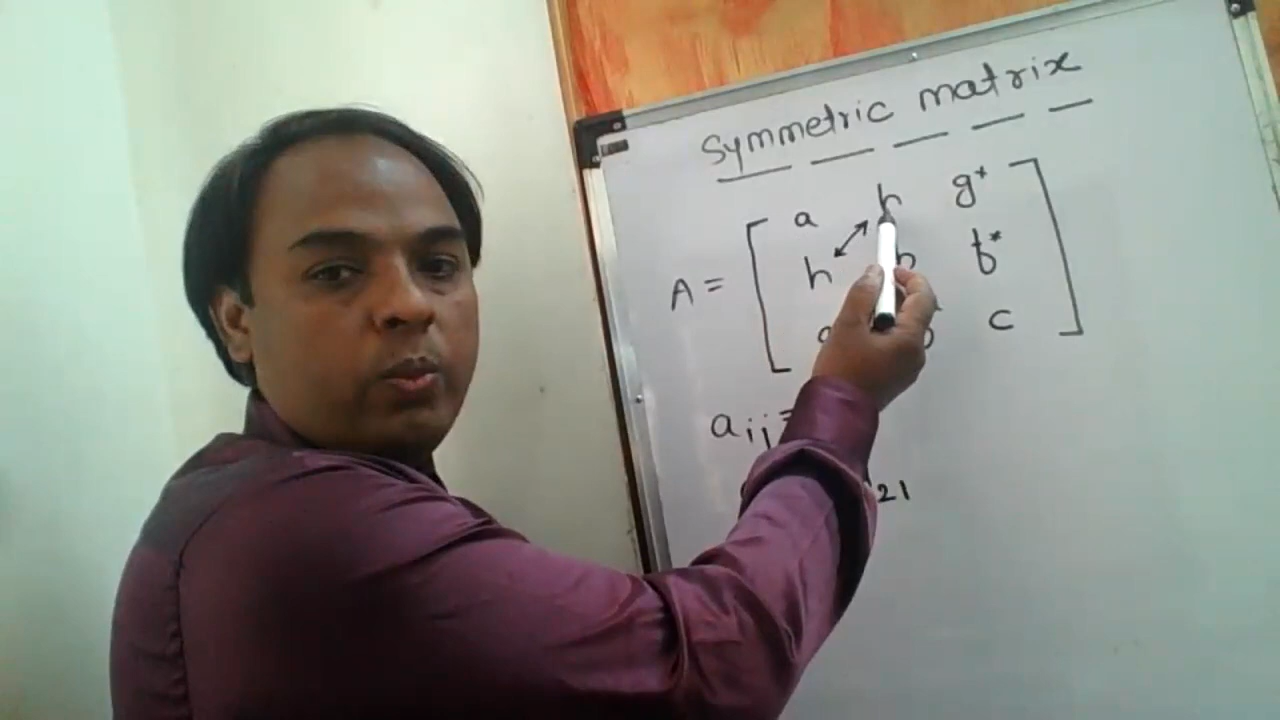 Symmetric matrix
a h g*
A = h b f*
c
aij =
21